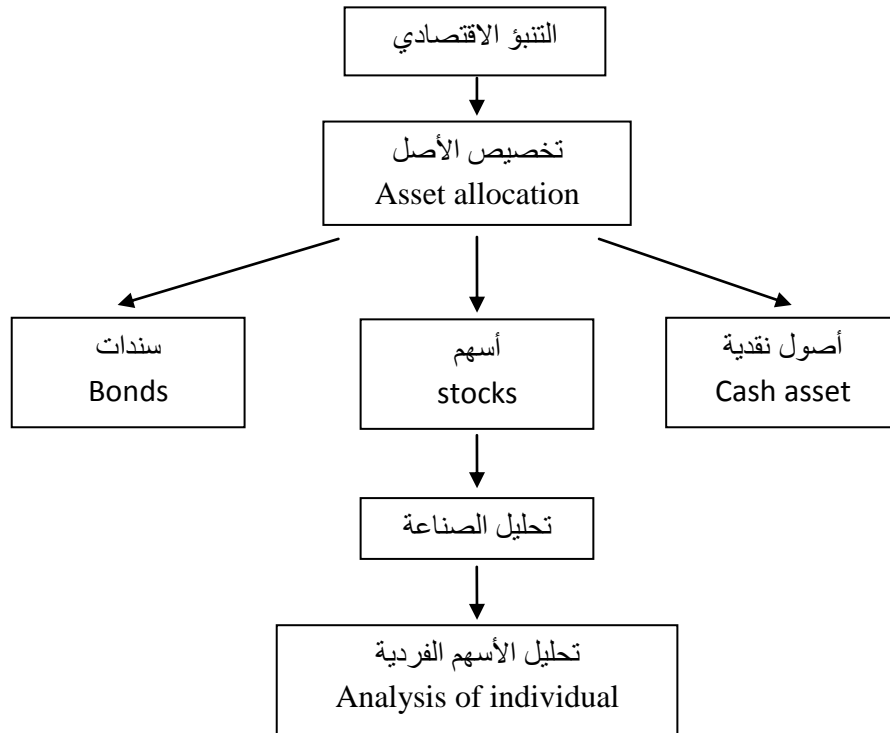 التنبؤ الاقتصادي
تخصيص الأصل
Asset allocation
سندات
Bonds
أسهم
stocks
أصول نقدية
Cash asset
تحليل الصناعة
تحليل الأسهم الفردية
Analysis of individual